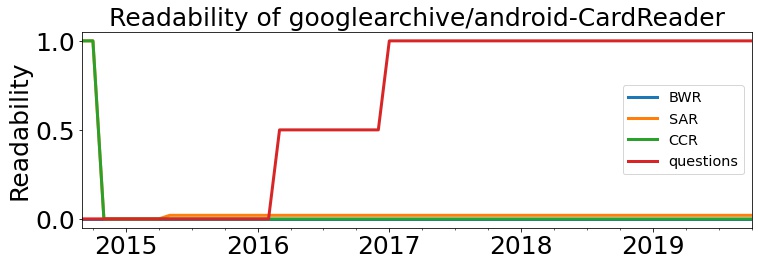 Readability of googlearchive/android-CardReader
Readability
1.0
0.5
0.0
BWR
SAR
CCR
questions
2015 2016 2017 2018 2019